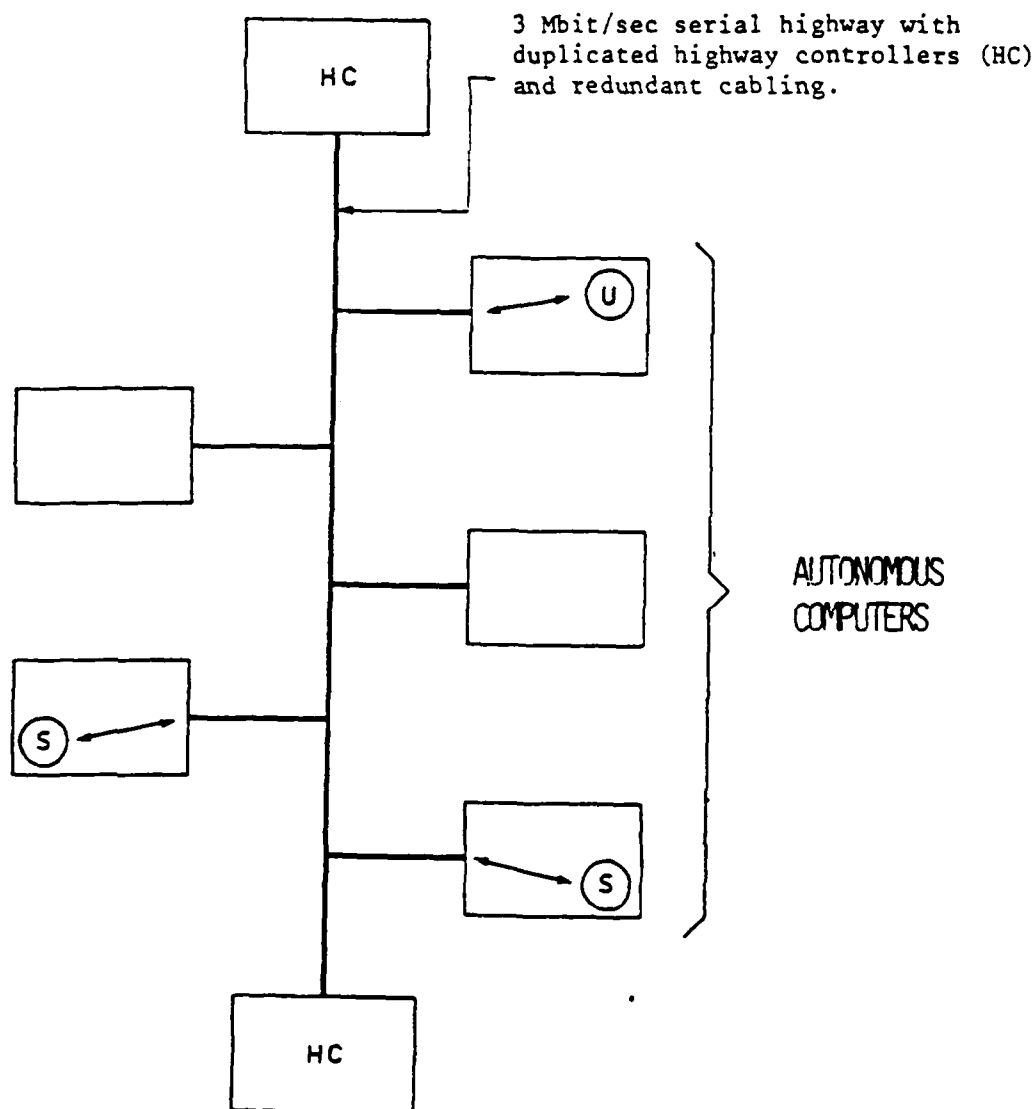 3 Mbit/sec serial highway with
duplicated highway controllers (HC)
and redundant cabling.
HC
U
AUTONOMOUS
COMPUTERS
S
S
HC